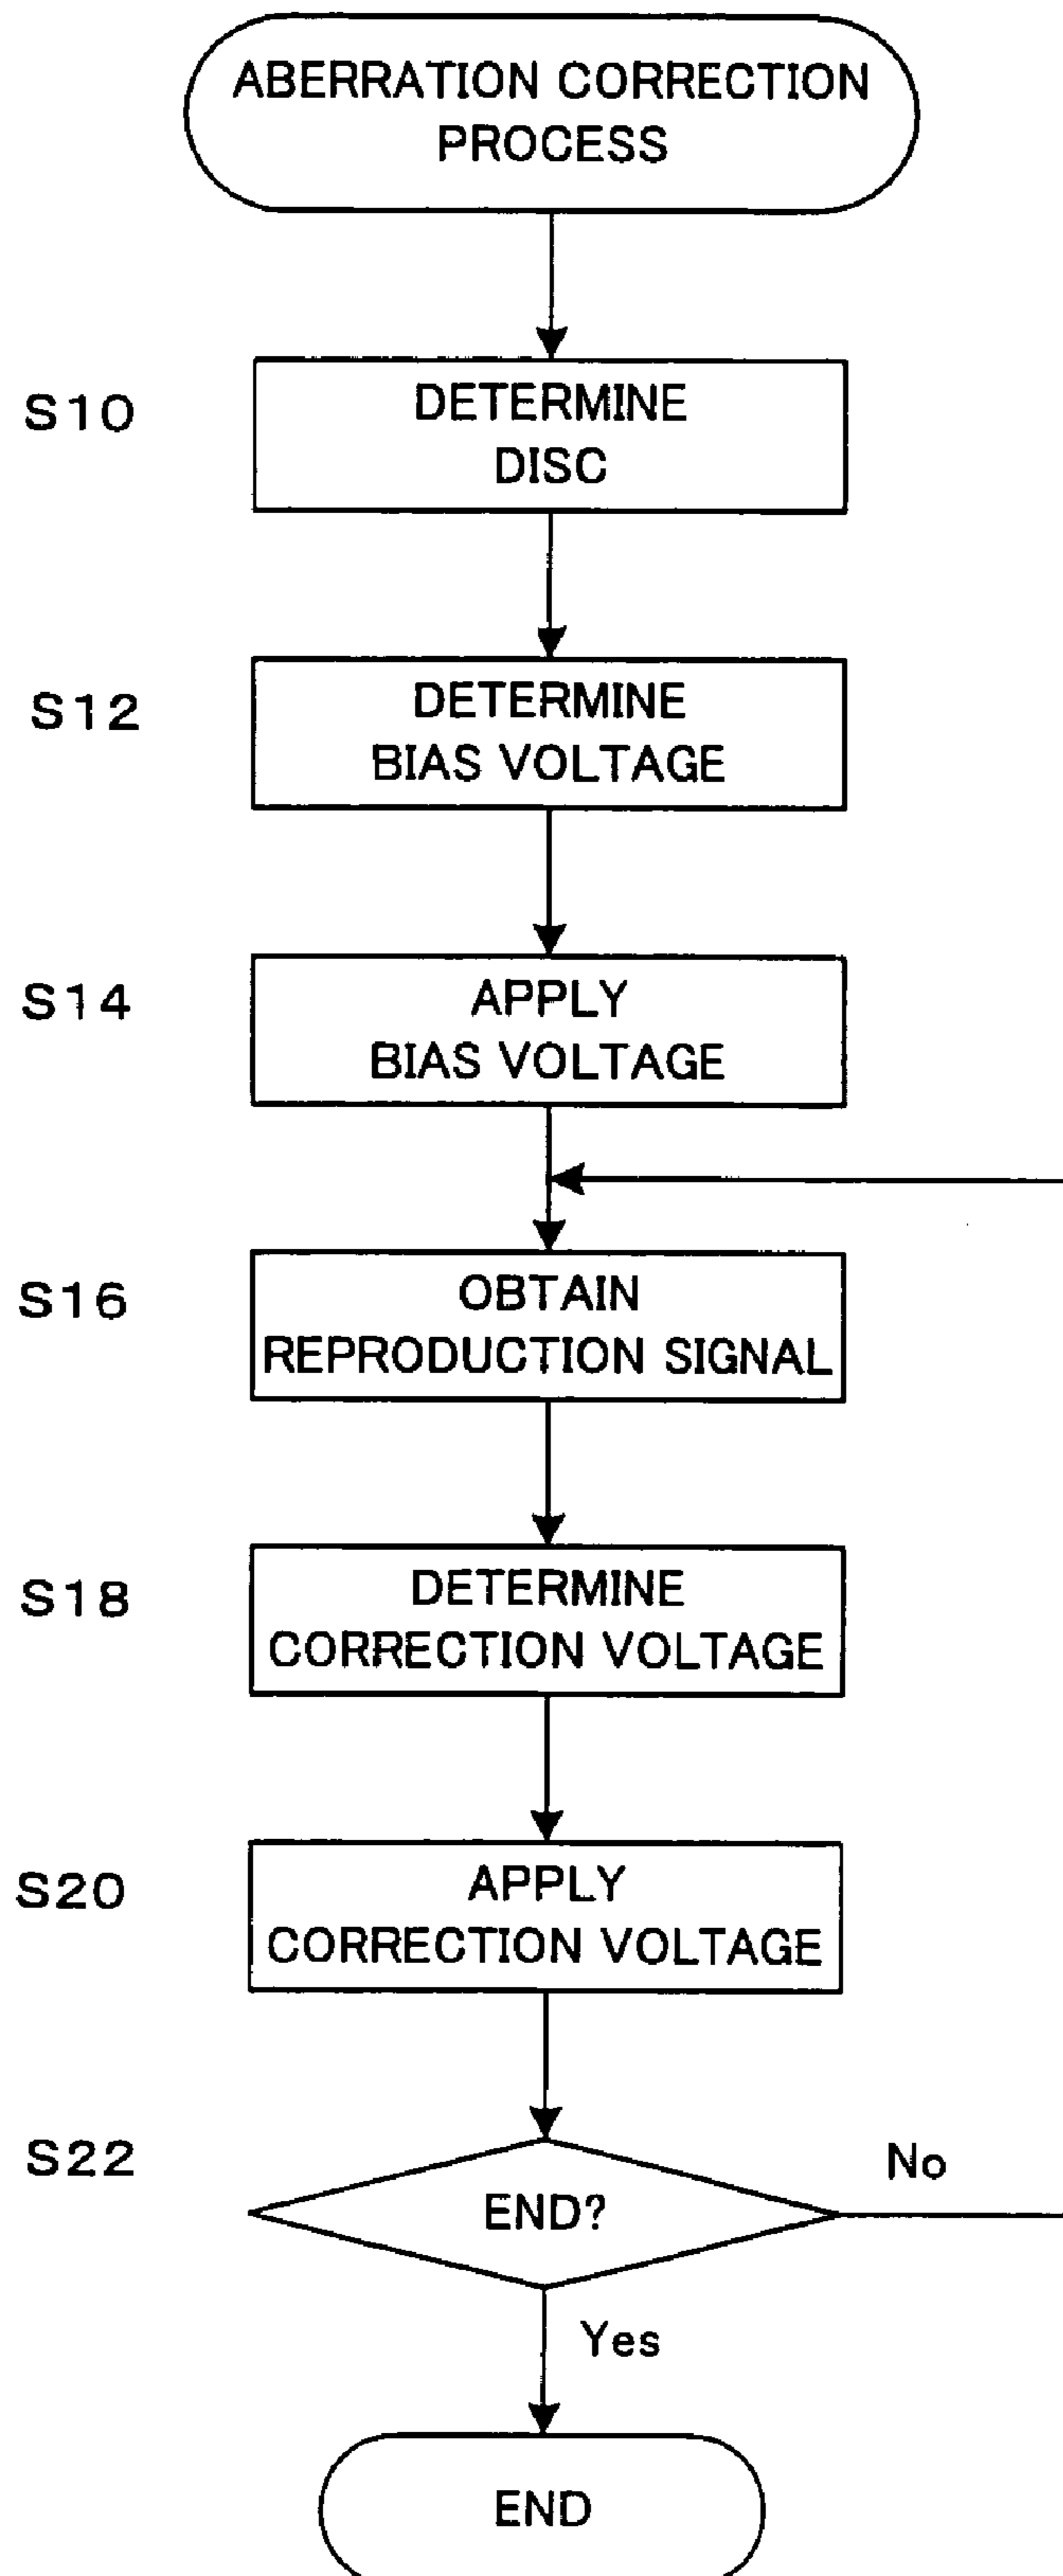 ABERRATION CORRECTION
PROCESS
S10
DETERMINE
DISC
S12
DETERMINE
BIAS VOLTAGE
S14
APPLY
BIAS VOLTAGE
S16
OBTAIN
REPRODUCTION SIGNAL
S18
DETERMINE
CORRECTION VOLTAGE
S20
APPLY
CORRECTION VOLTAGE
S22
END?
No
Yes
END